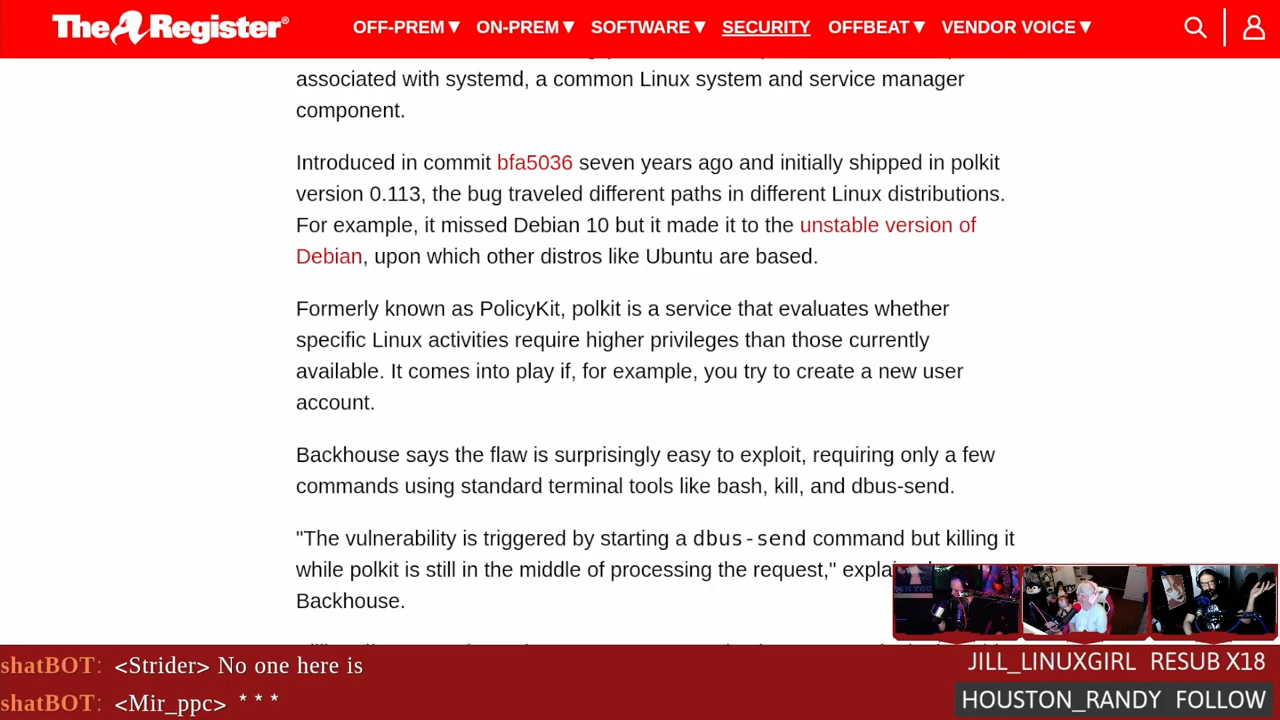 The Register®
OFF-PREM▼ ON-PREM▼ SOFTWARE▼ SECURITY OFFBEAT▼ VENDOR VOICE▼
associated with systemd, a common Linux system and service manager
component.
Introduced in commit bfa5036 seven years ago and initially shipped in polkit
version 0.113, the bug traveled different paths in different Linux distributions.
For example, it missed Debian 10 but it made it to the unstable version of
Debian, upon which other distros like Ubuntu are based.
Formerly known as PolicyKit, polkit is a service that evaluates whether
specific Linux activities require higher privileges than those currently
available. It comes into play if, for example, you try to create a new user
account.
Backhouse says the flaw is surprisingly easy to exploit, requiring only a few
commands using standard terminal tools like bash, kill, and dbus-send.
"The vulnerability is triggered by starting a dbus-send command but killing it
while polkit is still in the middle of processing the request,"
Backhouse.
shatBOT: <Strider> No one here is
shatBOT: <Mir_ppc> * * *
JILL_LINUXGIRL RESUB X18
HOUSTON_RANDY FOLLOW